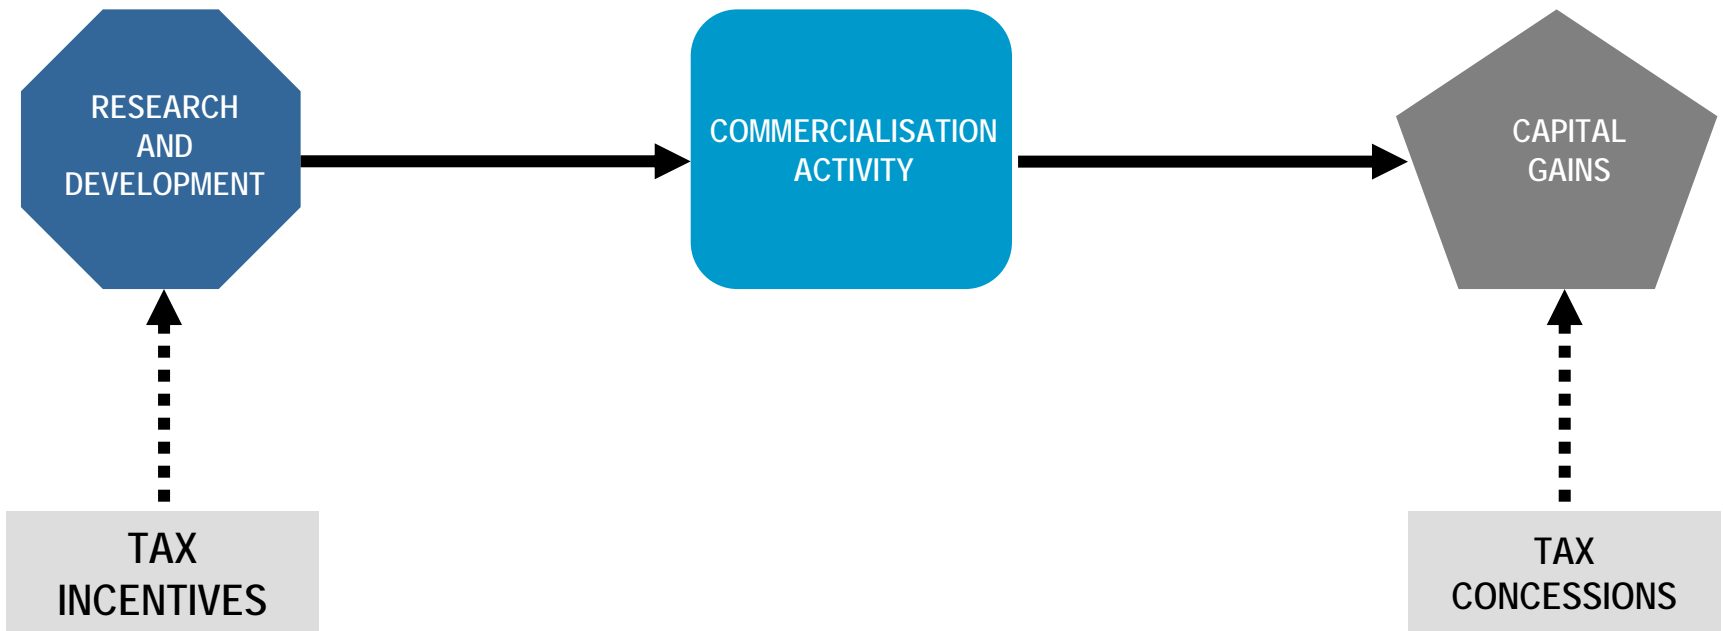 RESEARCH
AND
DEVELOPMENT
COMMERCIALISATION
ACTIVITY
CAPITAL
GAINS
TAX
INCENTIVES
TAX
CONCESSIONS